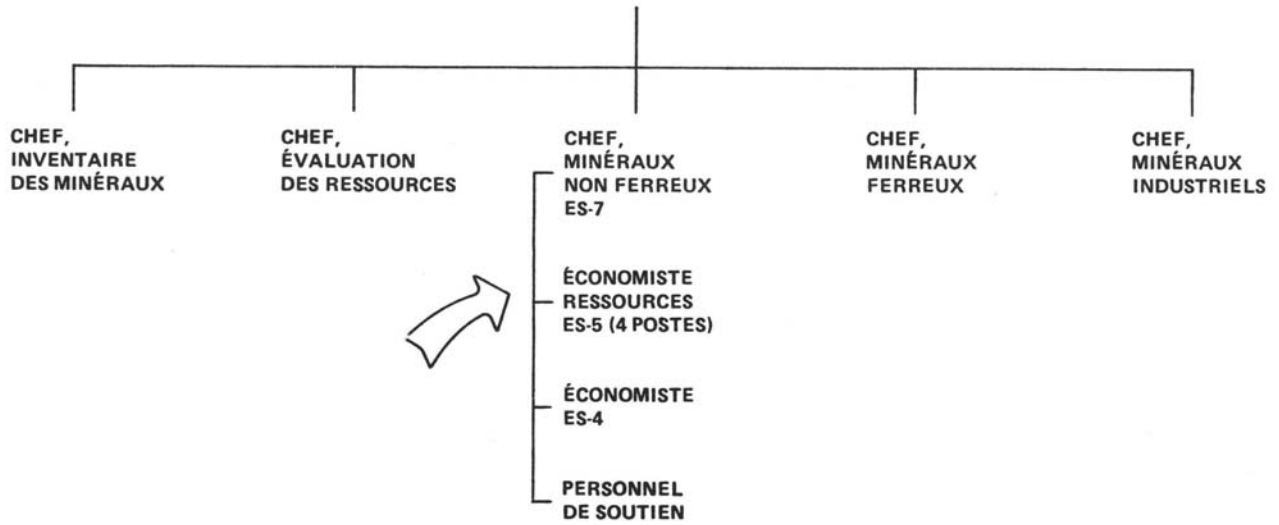 CHEF,
INVENTAIRE
DES MINÉRAUX
CHEF,
ÉVALUATION
DES RESSOURCES
CHEF,
MINÉRAUX
NON FERREUX
ES-7
CHEF,
MINÉRAUX
FERREUX
CHEF,
MINÉRAUX
INDUSTRIELS
ÉCONOMISTE
RESSOURCES
ES-5 (4 POSTES)
ÉCONOMISTE
ES-4
PERSONNEL
DE SOUTIEN